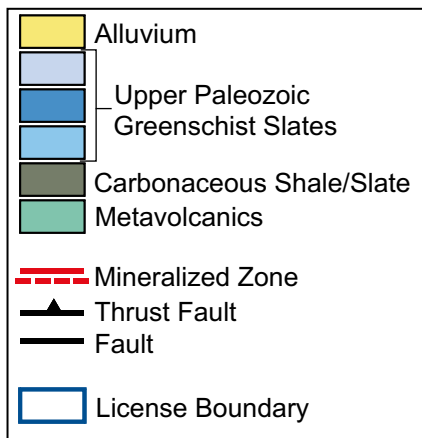 Alluvium
Upper Paleozoic
Greenschist Slates
Carbonaceous Shale/Slate
Metavolcanics
Mineralized Zone
Thrust Fault
Fault
License Boundary